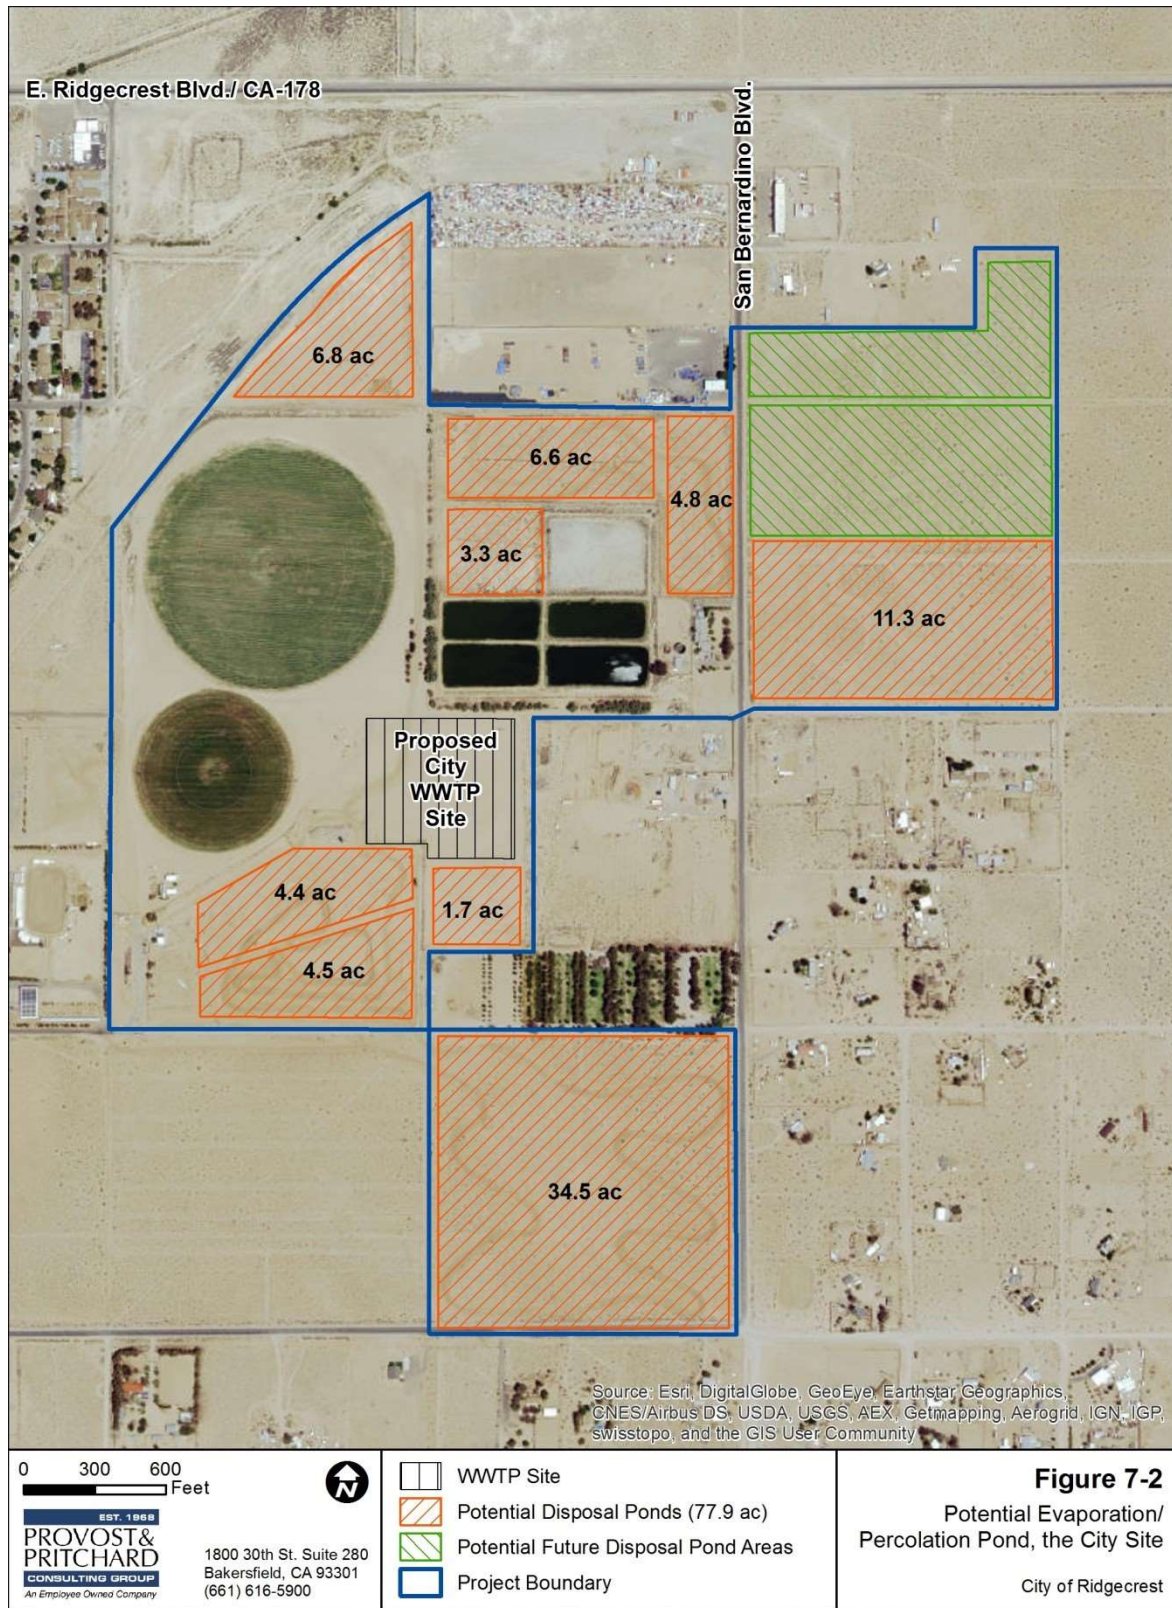 E. Ridgecrest Blvd./ CA-178
San Bernardino Blvd.
6.8 ac
6.6 ac
4.8 ac
3.3 ac
11.3 ac
Proposed
City
WWTP
Site
4.4 ac
1.7 ac
4.5 ac
34.5 ac
Source: Esri, DigitalGlobe, GeoEye, Earthstar Geographics,
CNES/Airbus DS, USDA, USGS, AEX, Getmapping, Aerogrid, IGN, IGP,
swisstopo, and the GIS User Community
0 300 600
Feet
N
EST. 1968
PROVOST&
PRITCHARD
CONSULTING GROUP
An Employee Owned Company
1800 30th St. Suite 280
Bakersfield, CA 93301
(661) 616-5900
WWTP Site
Potential Disposal Ponds (77.9 ac)
Potential Future Disposal Pond Areas
Project Boundary
Figure 7-2
Potential Evaporation/
Percolation Pond, the City Site
City of Ridgecrest